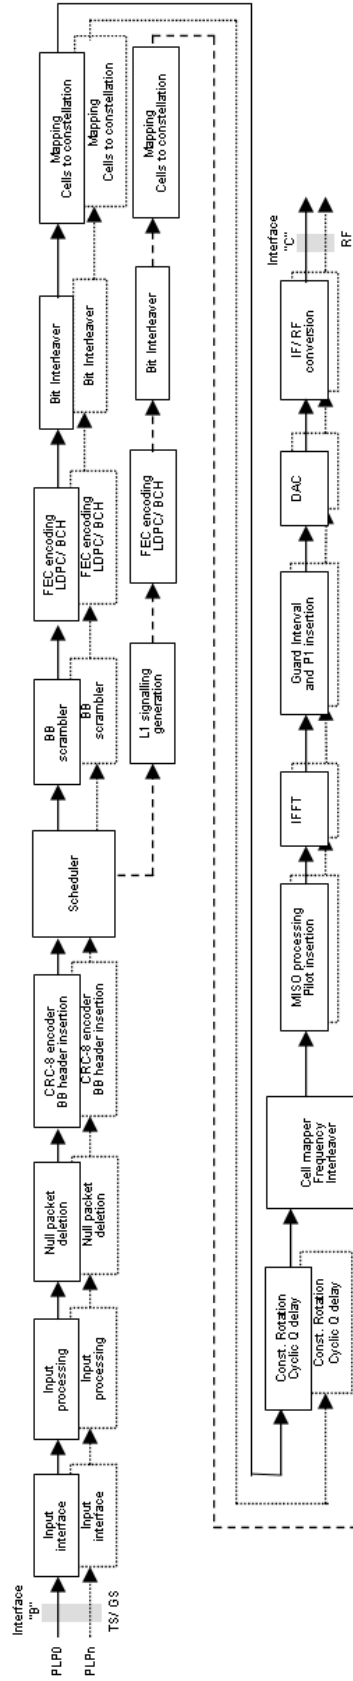 Interface
"B"
PLP0
PLPn
TS/ GS
Input
interface
Input
interface
Input
processing
Input
processing
Null packet
deletion
Null packet
deletion
CRC-8 encoder
BB header insertion
CRC-8 encoder
BB header insertion
Scheduler
BB
scrambler
BB
scrambler
L1 signalling
generation
FEC encoding
LDPC/ BCH
FEC encoding
LDPC/ BCH
FEC encoding
LDPC/ BCH
Bit Interleaver
Bit Interleaver
Bit Interleaver
Mapping
Cells to constellation
Mapping
Cells to constellation
Mapping
Cells to constellation
Const. Rotation
Cyclic Q delay
Const. Rotation
Cyclic Q delay
Cell mapper
Frequency
Interleaver
MISO processing
Pilot insertion
IFFT
Guard Interval
and P1 insertion
DAC
IF/ RF
conversion
Interface
"C"
RF